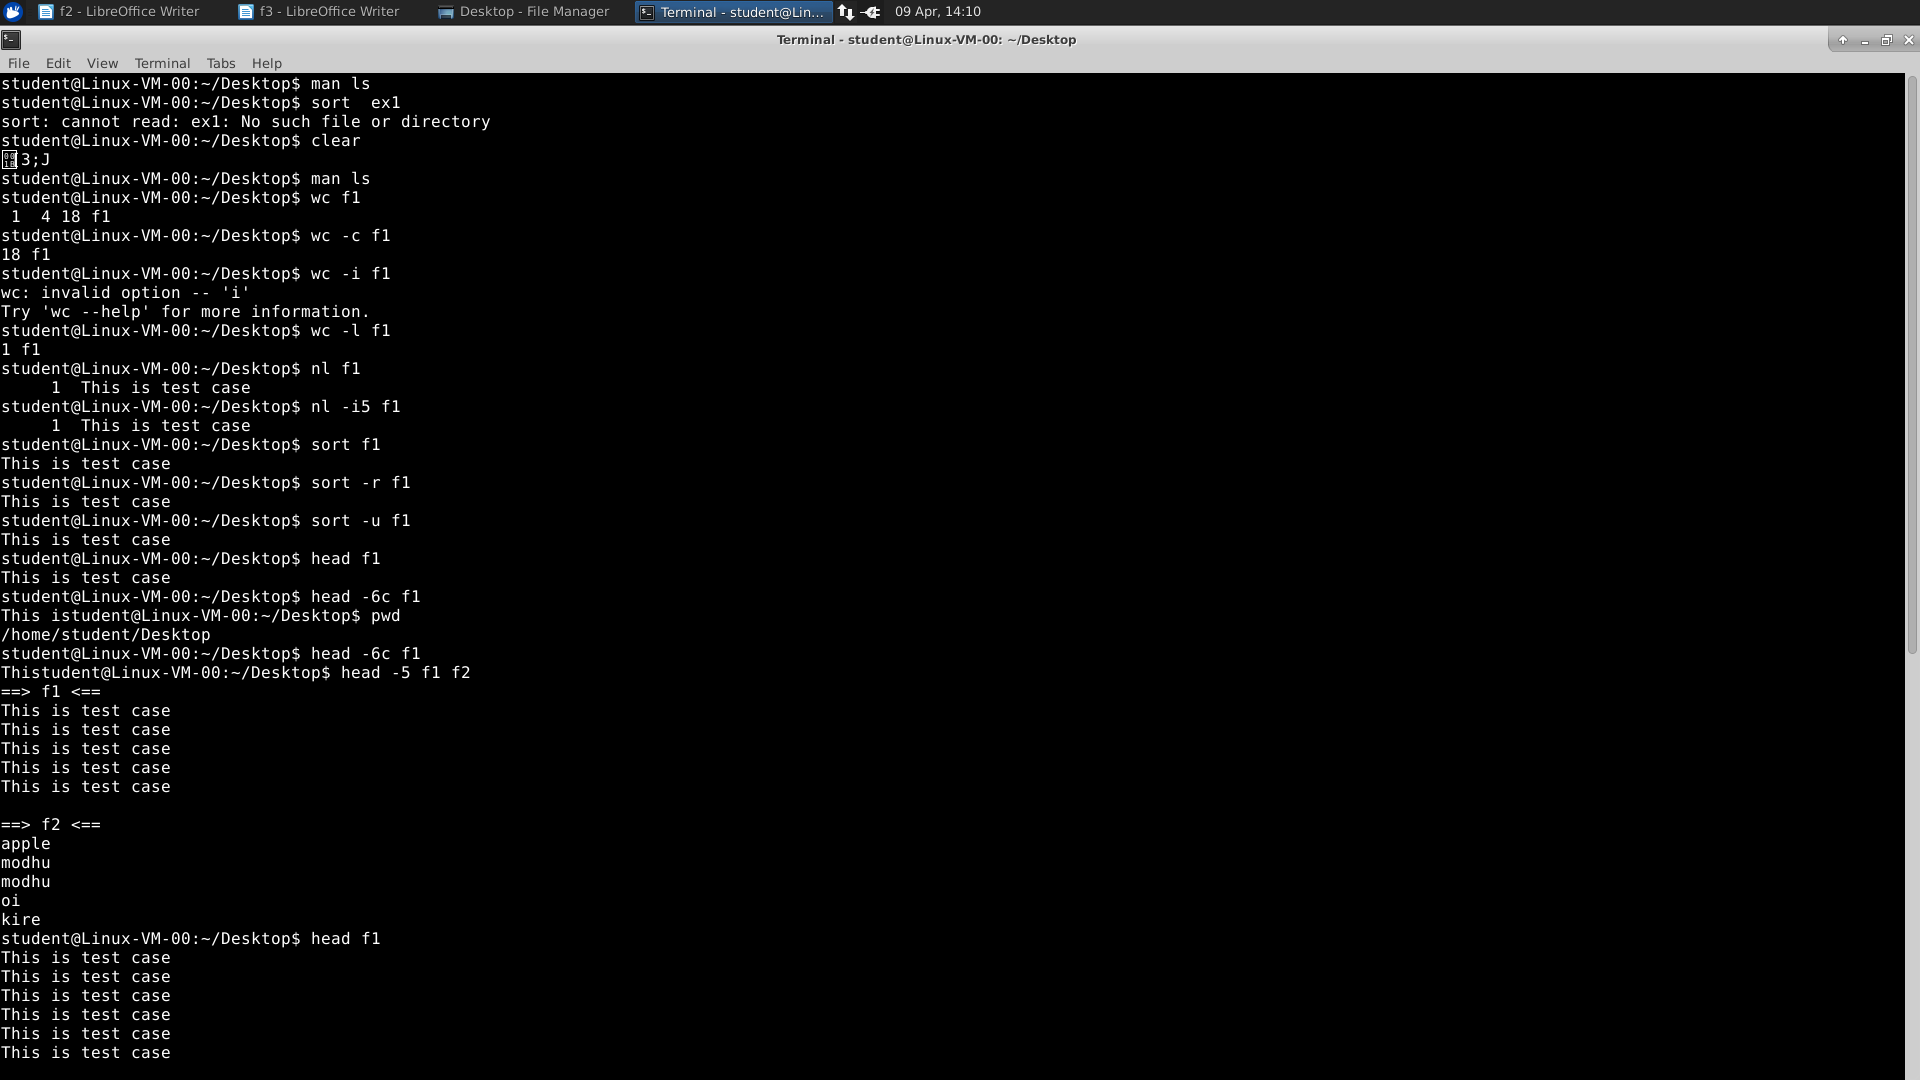 f2 - LibreOffice Writer f3 - LibreOffice Writer Desktop - File Manager Terminal - student@Lin... 09 Apr, 14:10
Terminal - student@Linux-VM-00: ~/Desktop
File Edit View Terminal Tabs Help
student@Linux-VM-00:~/Desktop$ man ls
student@Linux-VM-00:~/Desktop$ sort  ex1
sort: cannot read: ex1: No such file or directory
student@Linux-VM-00:~/Desktop$ clear
3;J
student@Linux-VM-00:~/Desktop$ man ls
student@Linux-VM-00:~/Desktop$ wc f1
 1  4 18 f1
student@Linux-VM-00:~/Desktop$ wc -c f1
18 f1
student@Linux-VM-00:~/Desktop$ wc -i f1
wc: invalid option -- 'i'
Try 'wc --help' for more information.
student@Linux-VM-00:~/Desktop$ wc -l f1
1 f1
student@Linux-VM-00:~/Desktop$ nl f1
     1  This is test case
student@Linux-VM-00:~/Desktop$ nl -i5 f1
     1  This is test case
student@Linux-VM-00:~/Desktop$ sort f1
This is test case
student@Linux-VM-00:~/Desktop$ sort -r f1
This is test case
student@Linux-VM-00:~/Desktop$ sort -u f1
This is test case
student@Linux-VM-00:~/Desktop$ head f1
This is test case
student@Linux-VM-00:~/Desktop$ head -6c f1
This istudent@Linux-VM-00:~/Desktop$ pwd
/home/student/Desktop
student@Linux-VM-00:~/Desktop$ head -6c f1
Thistudent@Linux-VM-00:~/Desktop$ head -5 f1 f2
==> f1 <==
This is test case
This is test case
This is test case
This is test case
This is test case

==> f2 <==
apple
modhu
modhu
oi
kire
student@Linux-VM-00:~/Desktop$ head f1
This is test case
This is test case
This is test case
This is test case
This is test case
This is test case